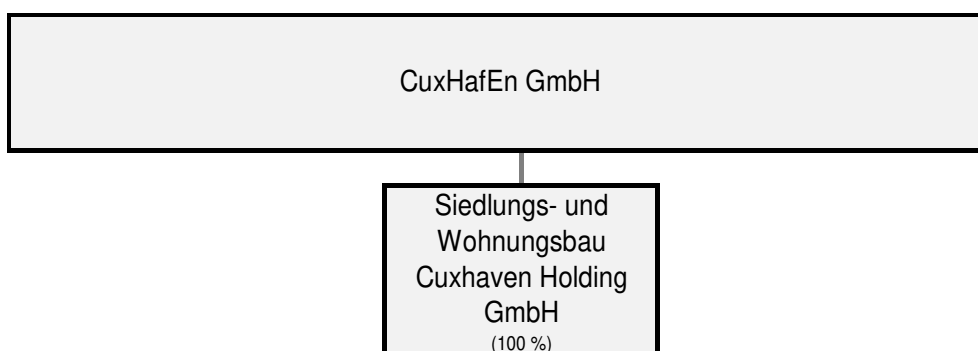 CuxHafEn GmbH
Siedlungs- und
Wohnungsbau
Cuxhaven Holding
GmbH
(100 %)